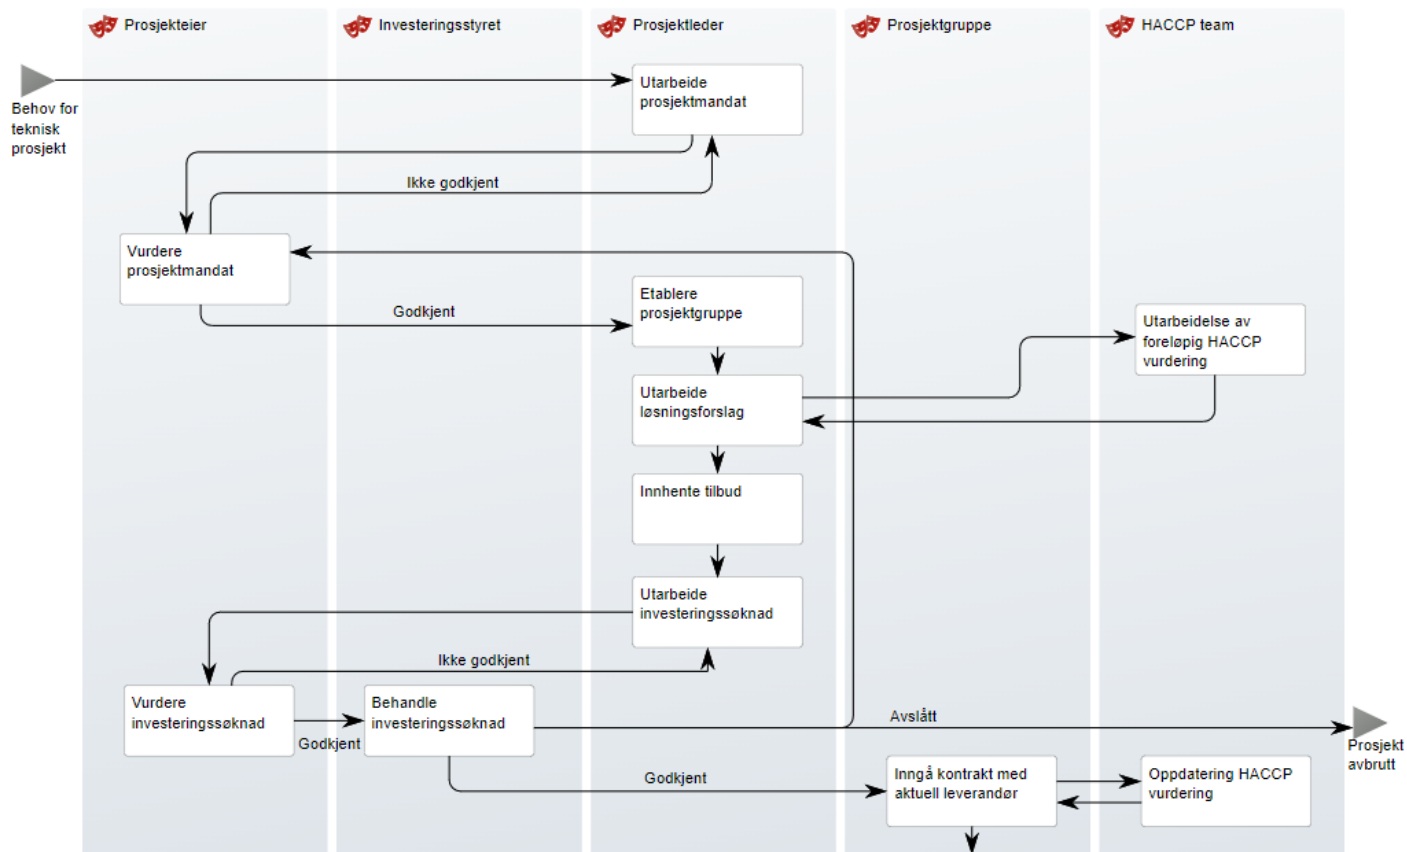 Prosjekteier
Investeringsstyret
Prosjektleder
Prosjektgruppe
HACCP team
Behov for
teknisk
prosjekt
Utarbeide
prosjektmandat
Ikke godkjent
Vurdere
prosjektmandat
Godkjent
Etablere
prosjektgruppe
Utarbeidelse av
foreløpig HACCP
vurdering
Utarbeide
løsningsforslag
Innhente tilbud
Utarbeide
investeringssøknad
Ikke godkjent
Vurdere
investeringssøknad
Godkjent
Behandle
investeringssøknad
Avslått
Prosjekt
avbrutt
Godkjent
Inngå kontrakt med
aktuell leverandør
Oppdatering HACCP
vurdering